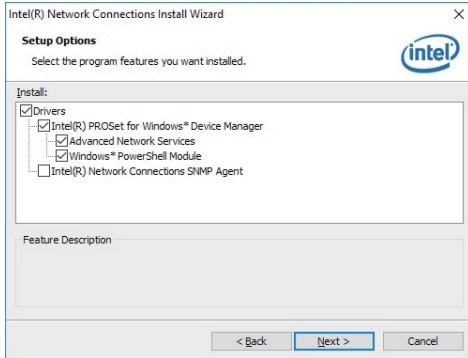 Intel(R) Network Connections Install Wizard
Setup Options
Select the program features you want installed.
intel
Install:
Drivers
Intel(R) PROSet for Windows* Device Manager
Advanced Network Services
Windows* PowerShell Module
Intel(R) Network Connections SNMP Agent
Feature Description
< Back Next > Cancel